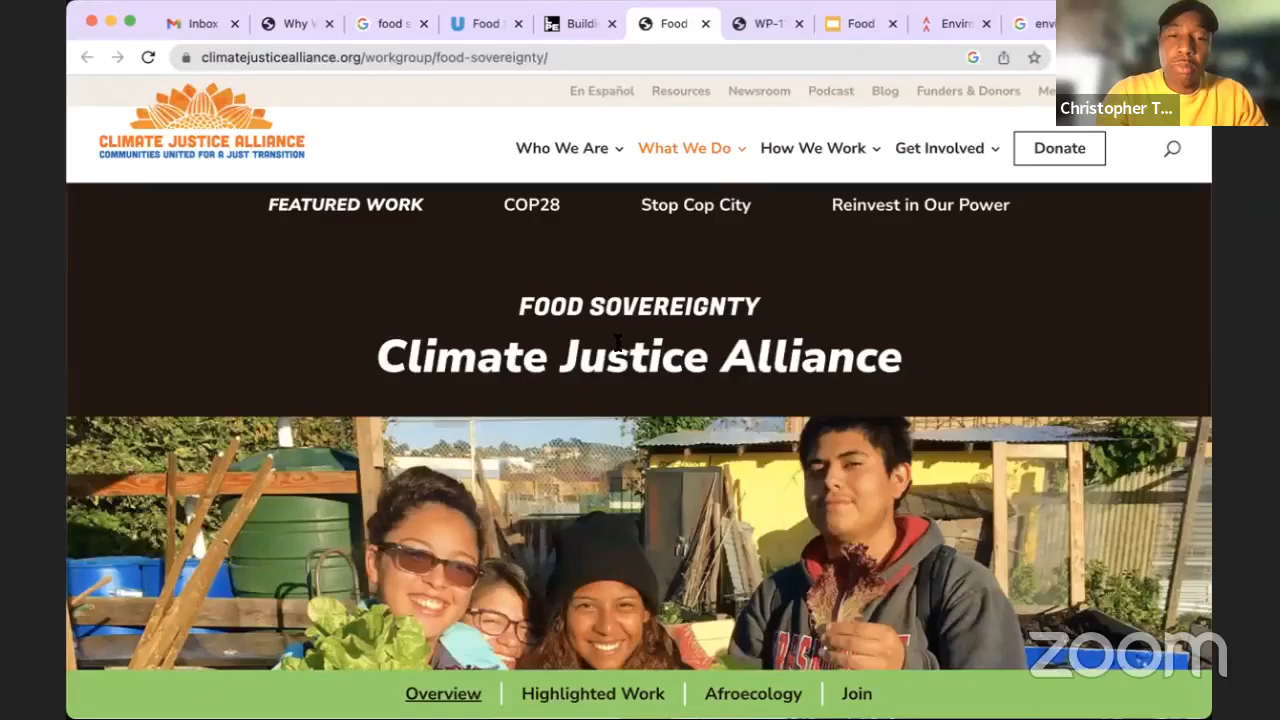 Inbox
Why
food s
Food
Buildi
Food
WP-1
Food
Envir
env
climatejusticealliance.org/workgroup/food-sovereignty/
En Español
Resources
Newsroom
Podcast
Blog
Funders & Donors
Me
Christopher T...
CLIMATE JUSTICE ALLIANCE
COMMUNITIES UNITED FOR A JUST TRANSITION
Who We Are
What We Do
How We Work
Get Involved
Donate
FEATURED WORK
COP28
Stop Cop City
Reinvest in Our Power
FOOD SOVEREIGNTY
Climate Justice Alliance
zoom
Overview
Highlighted Work
Afroecology
Join